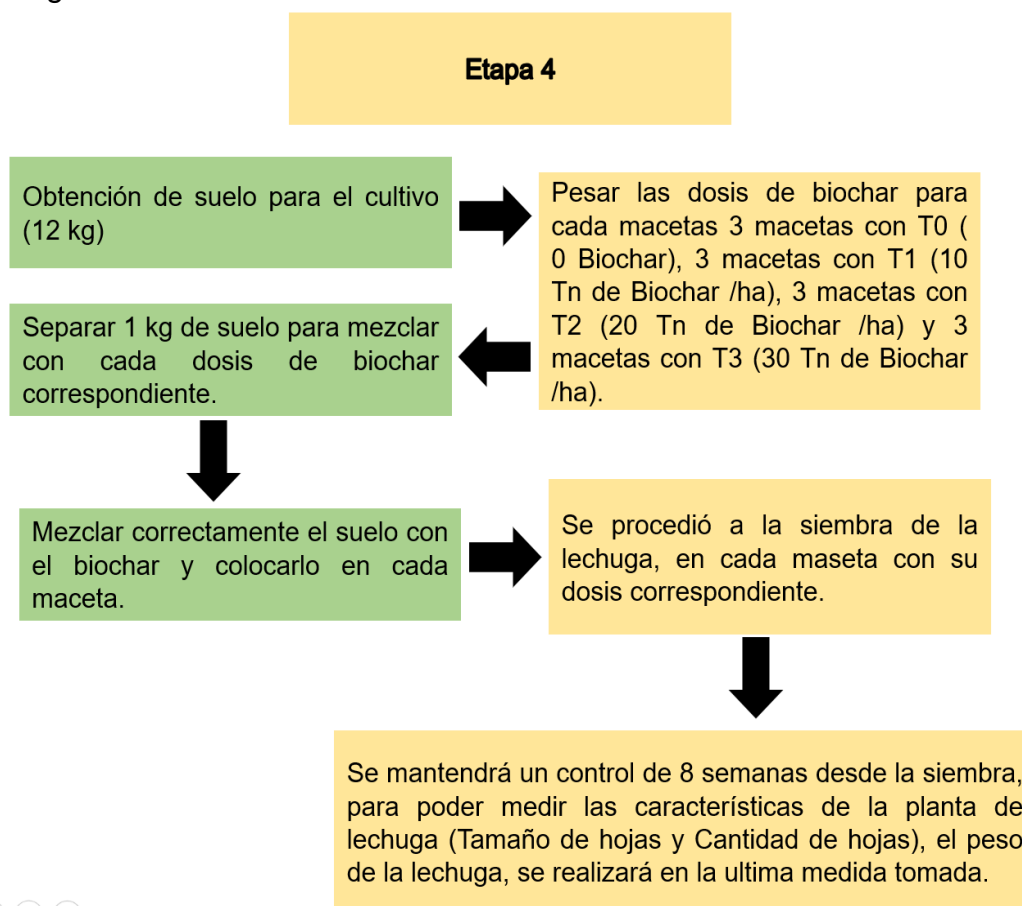 Etapa 4
Obtención de suelo para el cultivo
(12 kg)
Pesar las dosis de biochar para
cada macetas 3 macetas con T0 (
0 Biochar), 3 macetas con T1 (10
Tn de Biochar /ha), 3 macetas con
T2 (20 Tn de Biochar /ha) y 3
macetas con T3 (30 Tn de Biochar
/ha).
Separar 1 kg de suelo para mezclar
con cada dosis de biochar
correspondiente.
Mezclar correctamente el suelo con
el biochar y colocarlo en cada
maceta.
Se procedió a la siembra de la
lechuga, en cada maseta con su
dosis correspondiente.
Se mantendrá un control de 8 semanas desde la siembra,
para poder medir las características de la planta de
lechuga (Tamaño de hojas y Cantidad de hojas), el peso
de la lechuga, se realizará en la ultima medida tomada.